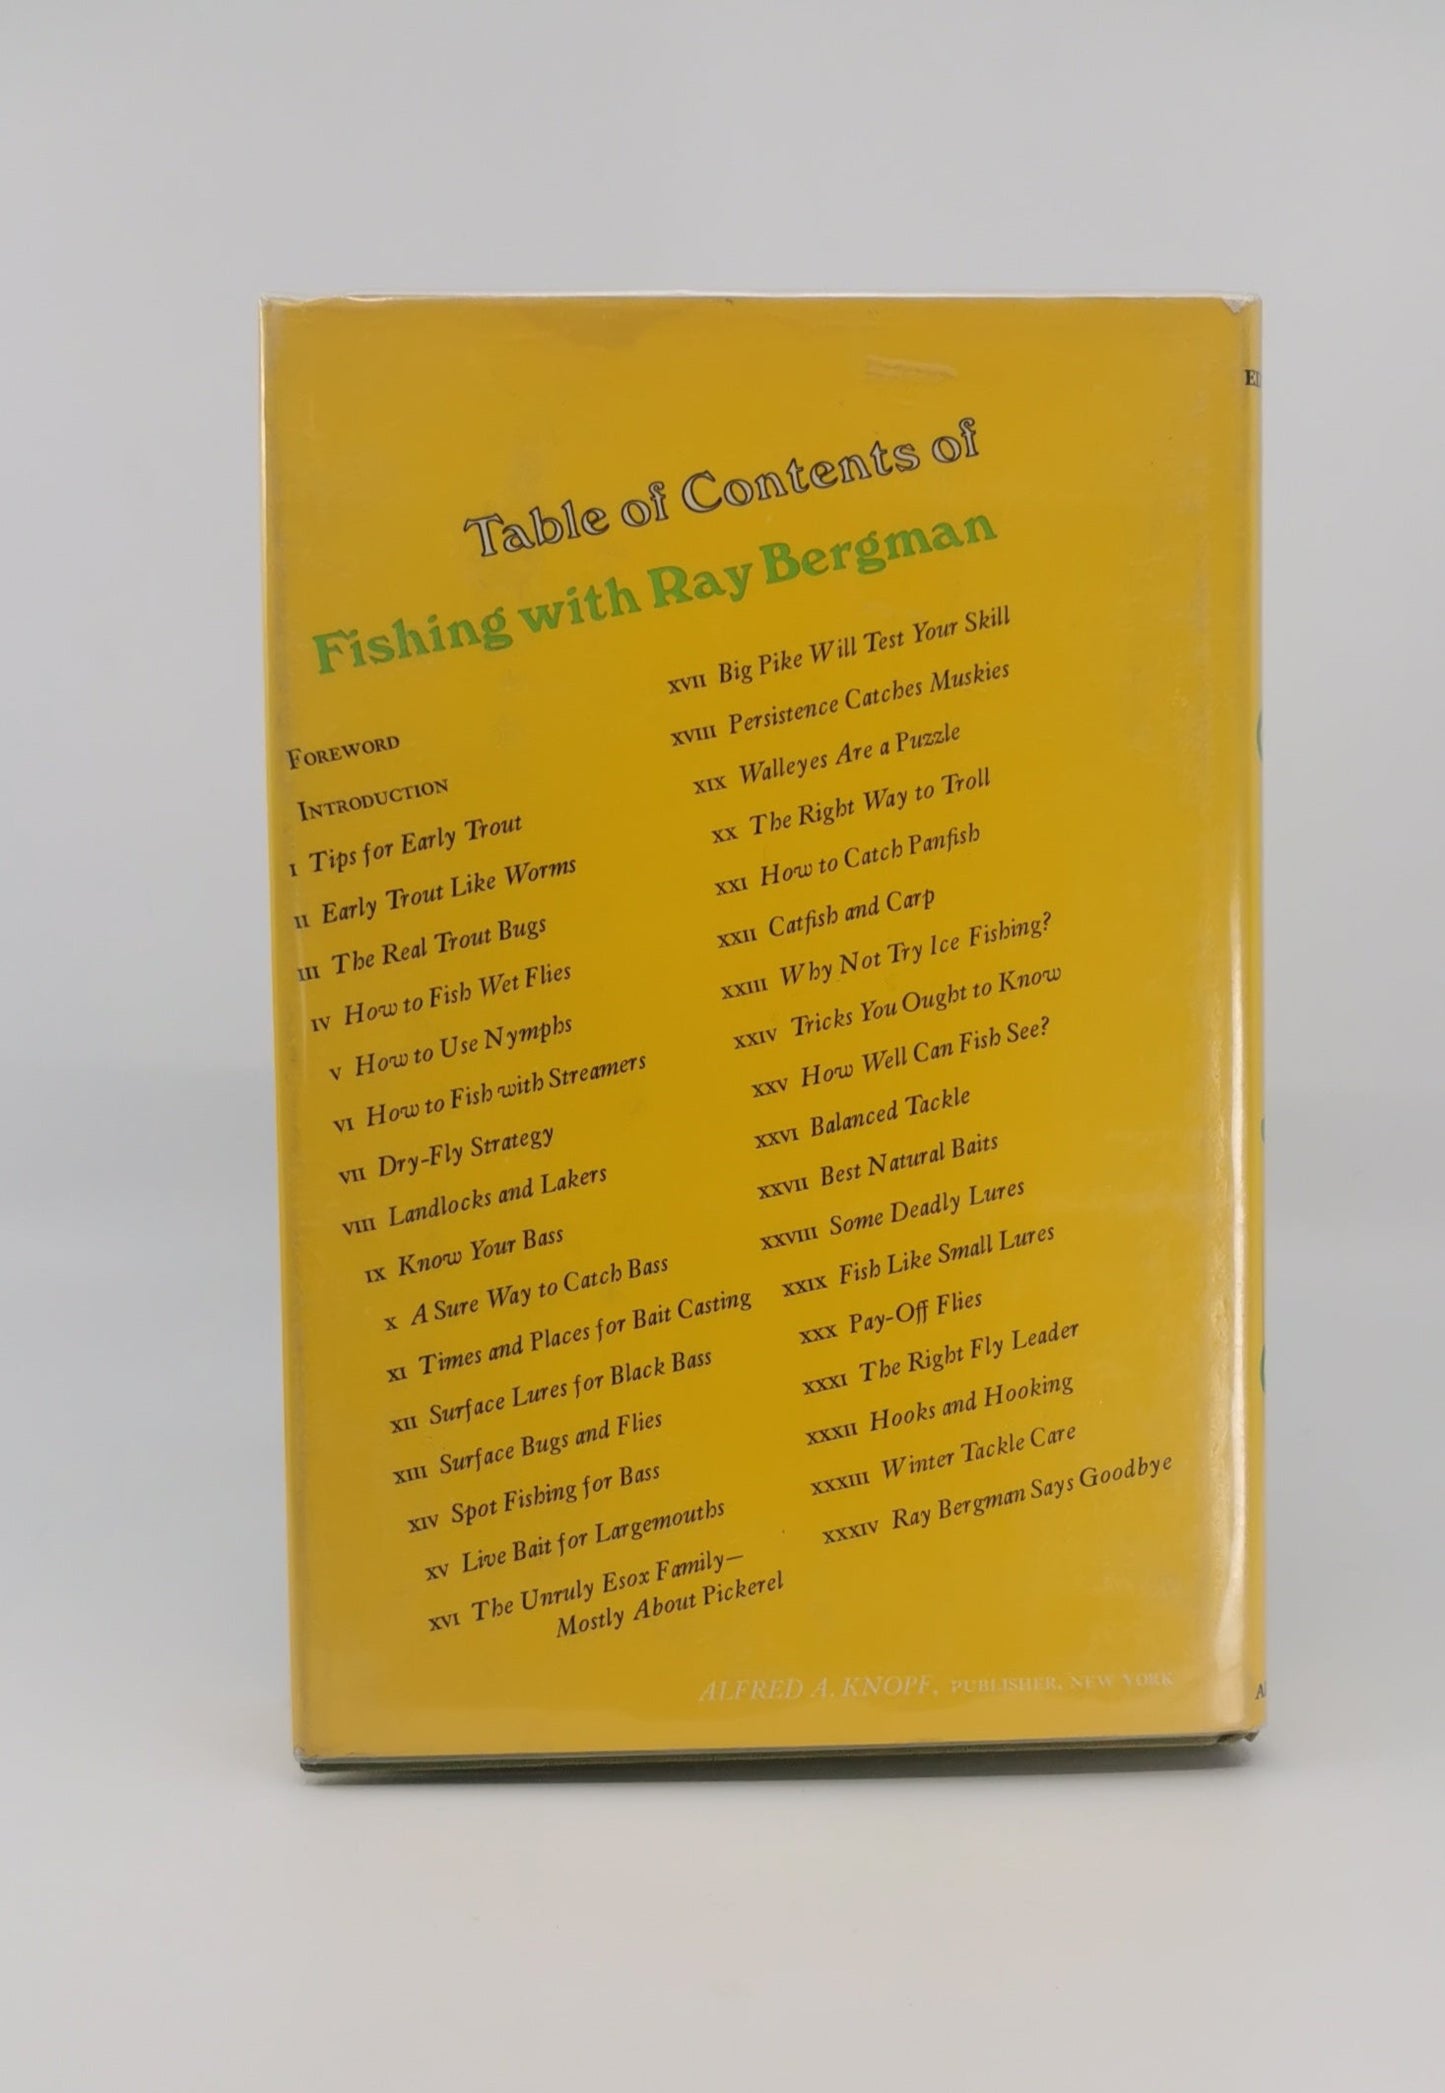 Table of Contents of
Fishing with Ray Bergman
FOREWORD
INTRODUCTION
I Tips for Early Trout
II Early Trout Like Worms
III The Real Trout Bugs
IV How to Fish Wet Flies
V How to Use Nymphs
VI How to Fish with Streamers
VII Dry-Fly Strategy
VIII Landlocks and Lakers
IX Know Your Bass
X A Sure Way to Catch Bass
XI Times and Places for Bait Casting
XII Surface Lures for Black Bass
XIII Surface Bugs and Flies
XIV Spot Fishing for Bass
XV Live Bait for Largemouths
XVI The Unruly Esox Family—
Mostly About Pickerel
XVII Big Pike Will Test Your Skill
XVIII Persistence Catches Muskies
XIX Walleyes Are a Puzzle
XX The Right Way to Troll
XXI How to Catch Panfish
XXII Catfish and Carp
XXIII Why Not Try Ice Fishing?
XXIV Tricks You Ought to Know
XXV How Well Can Fish See?
XXVI Balanced Tackle
XXVII Best Natural Baits
XXVIII Some Deadly Lures
XXIX Fish Like Small Lures
XXX Pay-Off Flies
XXXI The Right Fly Leader
XXXII Hooks and Hooking
XXXIII Winter Tackle Care
XXXIV Ray Bergman Says Goodbye
ALFRED A. KNOPF, PUBLISHER, NEW YORK